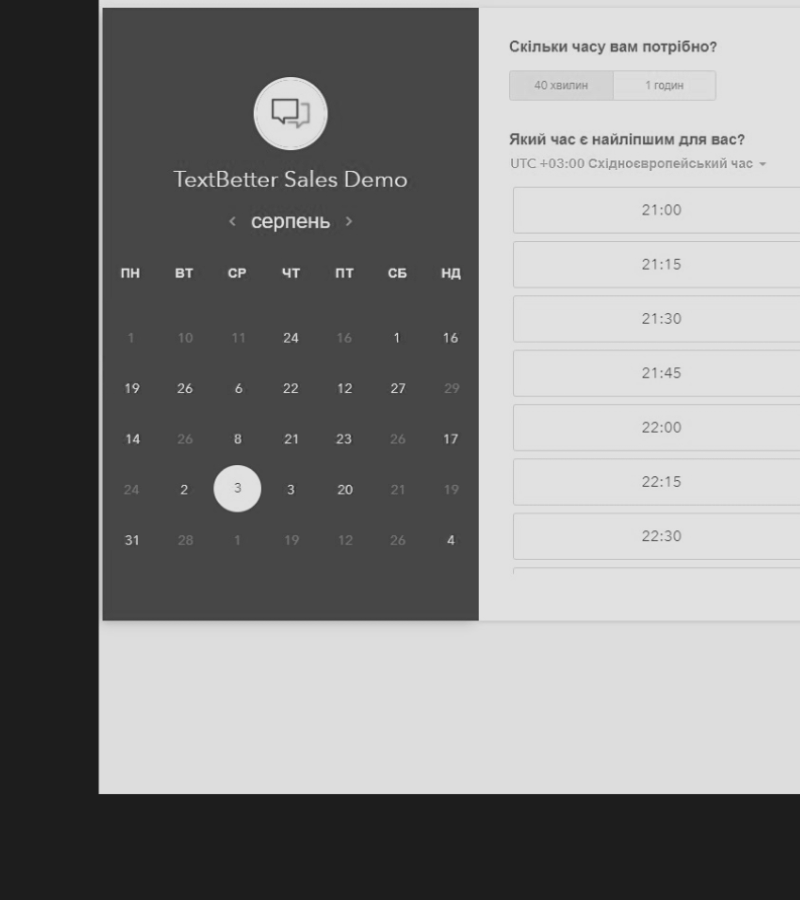 TextBetter Sales Demo
серпень
ПН ВТ СР ЧТ ПТ СБ НД
1 10 11 24 16 1 16
19 26 6 22 12 27 29
14 26 8 21 23 26 17
24 2 3 3 20 21 19
31 28 1 19 12 26 4
Скільки часу вам потрібно?
40 хвилин 1 годин
Який час є найліпшим для вас?
UTC +03:00 Східноєвропейський час
21:00
21:15
21:30
21:45
22:00
22:15
22:30